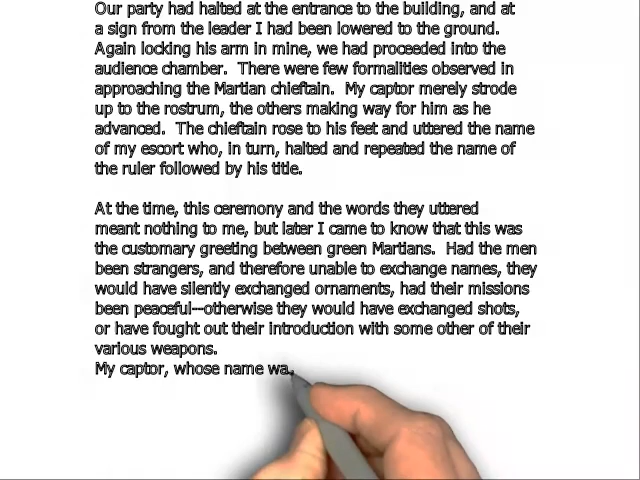 Our party had halted at the entrance to the building, and at
a sign from the leader I had been lowered to the ground.
Again locking his arm in mine, we had proceeded into the
audience chamber.  There were few formalities observed in
approaching the Martian chieftain.  My captor merely strode
up to the rostrum, the others making way for him as he
advanced.  The chieftain rose to his feet and uttered the name
of my escort who, in turn, halted and repeated the name of
the ruler followed by his title.

At the time, this ceremony and the words they uttered
meant nothing to me, but later I came to know that this was
the customary greeting between green Martians.  Had the men
been strangers, and therefore unable to exchange names, they
would have silently exchanged ornaments, had their missions
been peaceful--otherwise they would have exchanged shots,
or have fought out their introduction with some other of their
various weapons.
My captor, whose name wa